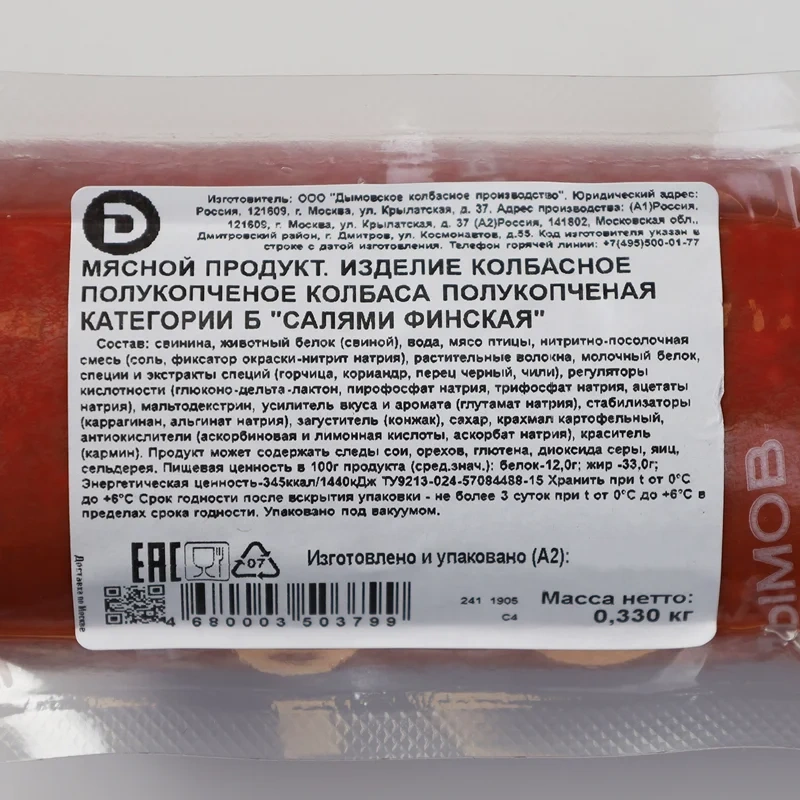 D
Изготовитель: ООО "Дымовское колбасное производство". Юридический адрес:
Россия, 121609, г. Москва, ул. Крылатская, д. 37. Адрес производства: (А1)Россия,
121609, г. Москва, ул. Крылатская, д. 37 (А2)Россия, 141802, Московская обл.,
Дмитровский район, г. Дмитров, ул. Космонавтов, д.55. Код изготовителя указан в
строке с датой изготовления. Телефон горячей линии: +7(495)500-01-77
МЯСНОЙ ПРОДУКТ. ИЗДЕЛИЕ КОЛБАСНОЕ
ПОЛУКОПЧЕНОЕ КОЛБАСА ПОЛУКОПЧЕНАЯ
КАТЕГОРИИ Б "САЛЯМИ ФИНСКАЯ"
Состав: свинина, животный белок (свиной), вода, мясо птицы, нитритно-посолочная
смесь (соль, фиксатор окраски-нитрит натрия), растительные волокна, молочный белок,
специи и экстракты специй (горчица, кориандр, перец черный, чили), регуляторы
кислотности (глюконо-дельта-лактон, пирофосфат натрия, трифосфат натрия, ацетаты
натрия), мальтодекстрин, усилитель вкуса и аромата (глутамат натрия), стабилизаторы
(каррагинан, альгинат натрия), загуститель (конжак), сахар, крахмал картофельный,
антиокислители (аскорбиновая и лимонная кислоты, аскорбат натрия), краситель
(кармин). Продукт может содержать следы сои, орехов, глютена, диоксида серы, яиц,
сельдерея. Пищевая ценность в 100г продукта (сред.знач.): белок-12,0г; жир -33,0г;
Энергетическая ценность-345ккал/1440кДж ТУ9213-024-57084488-15 Хранить при t от 0°С
до +6°С Срок годности после вскрытия упаковки - не более 3 суток при t от 0°С до +6°С в
пределах срока годности. Упаковано под вакуумом.
EAC
07
Изготовлено и упаковано (А2):
Доставка по Москве
4 680003 503799
241 1905
С4
Масса нетто:
0,330 кг
ЫМОВ